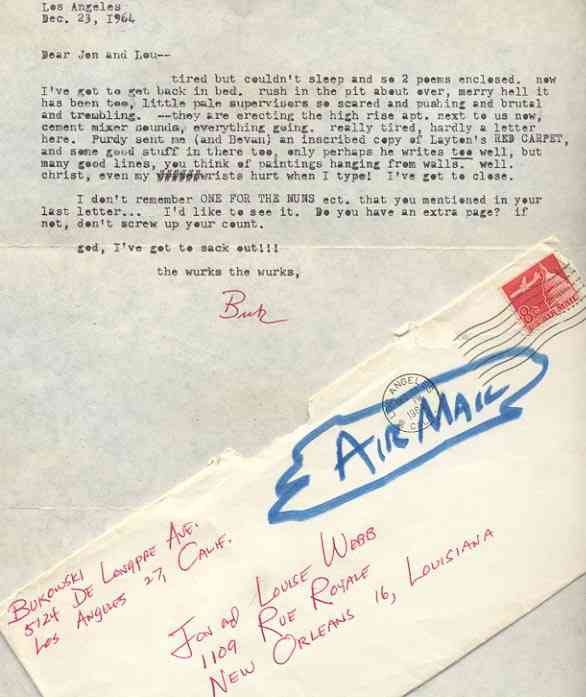 Los Angeles
Dec. 23, 1964
Dear Jon and Lou--
tired but couldn't sleep and so 2 poems enclosed. now
I've got to get back in bed. rush in the pit about over, merry hell it
has been too, little pale supervisors so scared and pushing and brutal
and trembling. --they are erecting the high rise apt. next to us now,
cement mixer sounds, everything going. really tired, hardly a letter
here. Purdy sent me (and Bevan) an inscribed copy of Layton's RED CARPET,
and some good stuff in there too, only perhaps he writes too well, but
many good lines, you think of paintings hanging from walls. well.
christ, even my wrists hurt when I type! I've got to close.
I don't remember ONE FOR THE NUNS ect. that you mentioned in your
last letter... I'd like to see it. Do you have an extra page? if
not, don't screw up your count.
god, I've got to sack out!!!
the wurks the wurks,
Buk
8¢
U.S. AIR MAIL
LOS ANGELES
CALIF
AIR MAIL
BUKOWSKI
5124 DE LONGPRE AVE.
LOS ANGLES 27, CALIF.
JON ad LOUISE WEBB
1109 RUE ROYALE
NEW ORLEANS 16, LOUISIANA